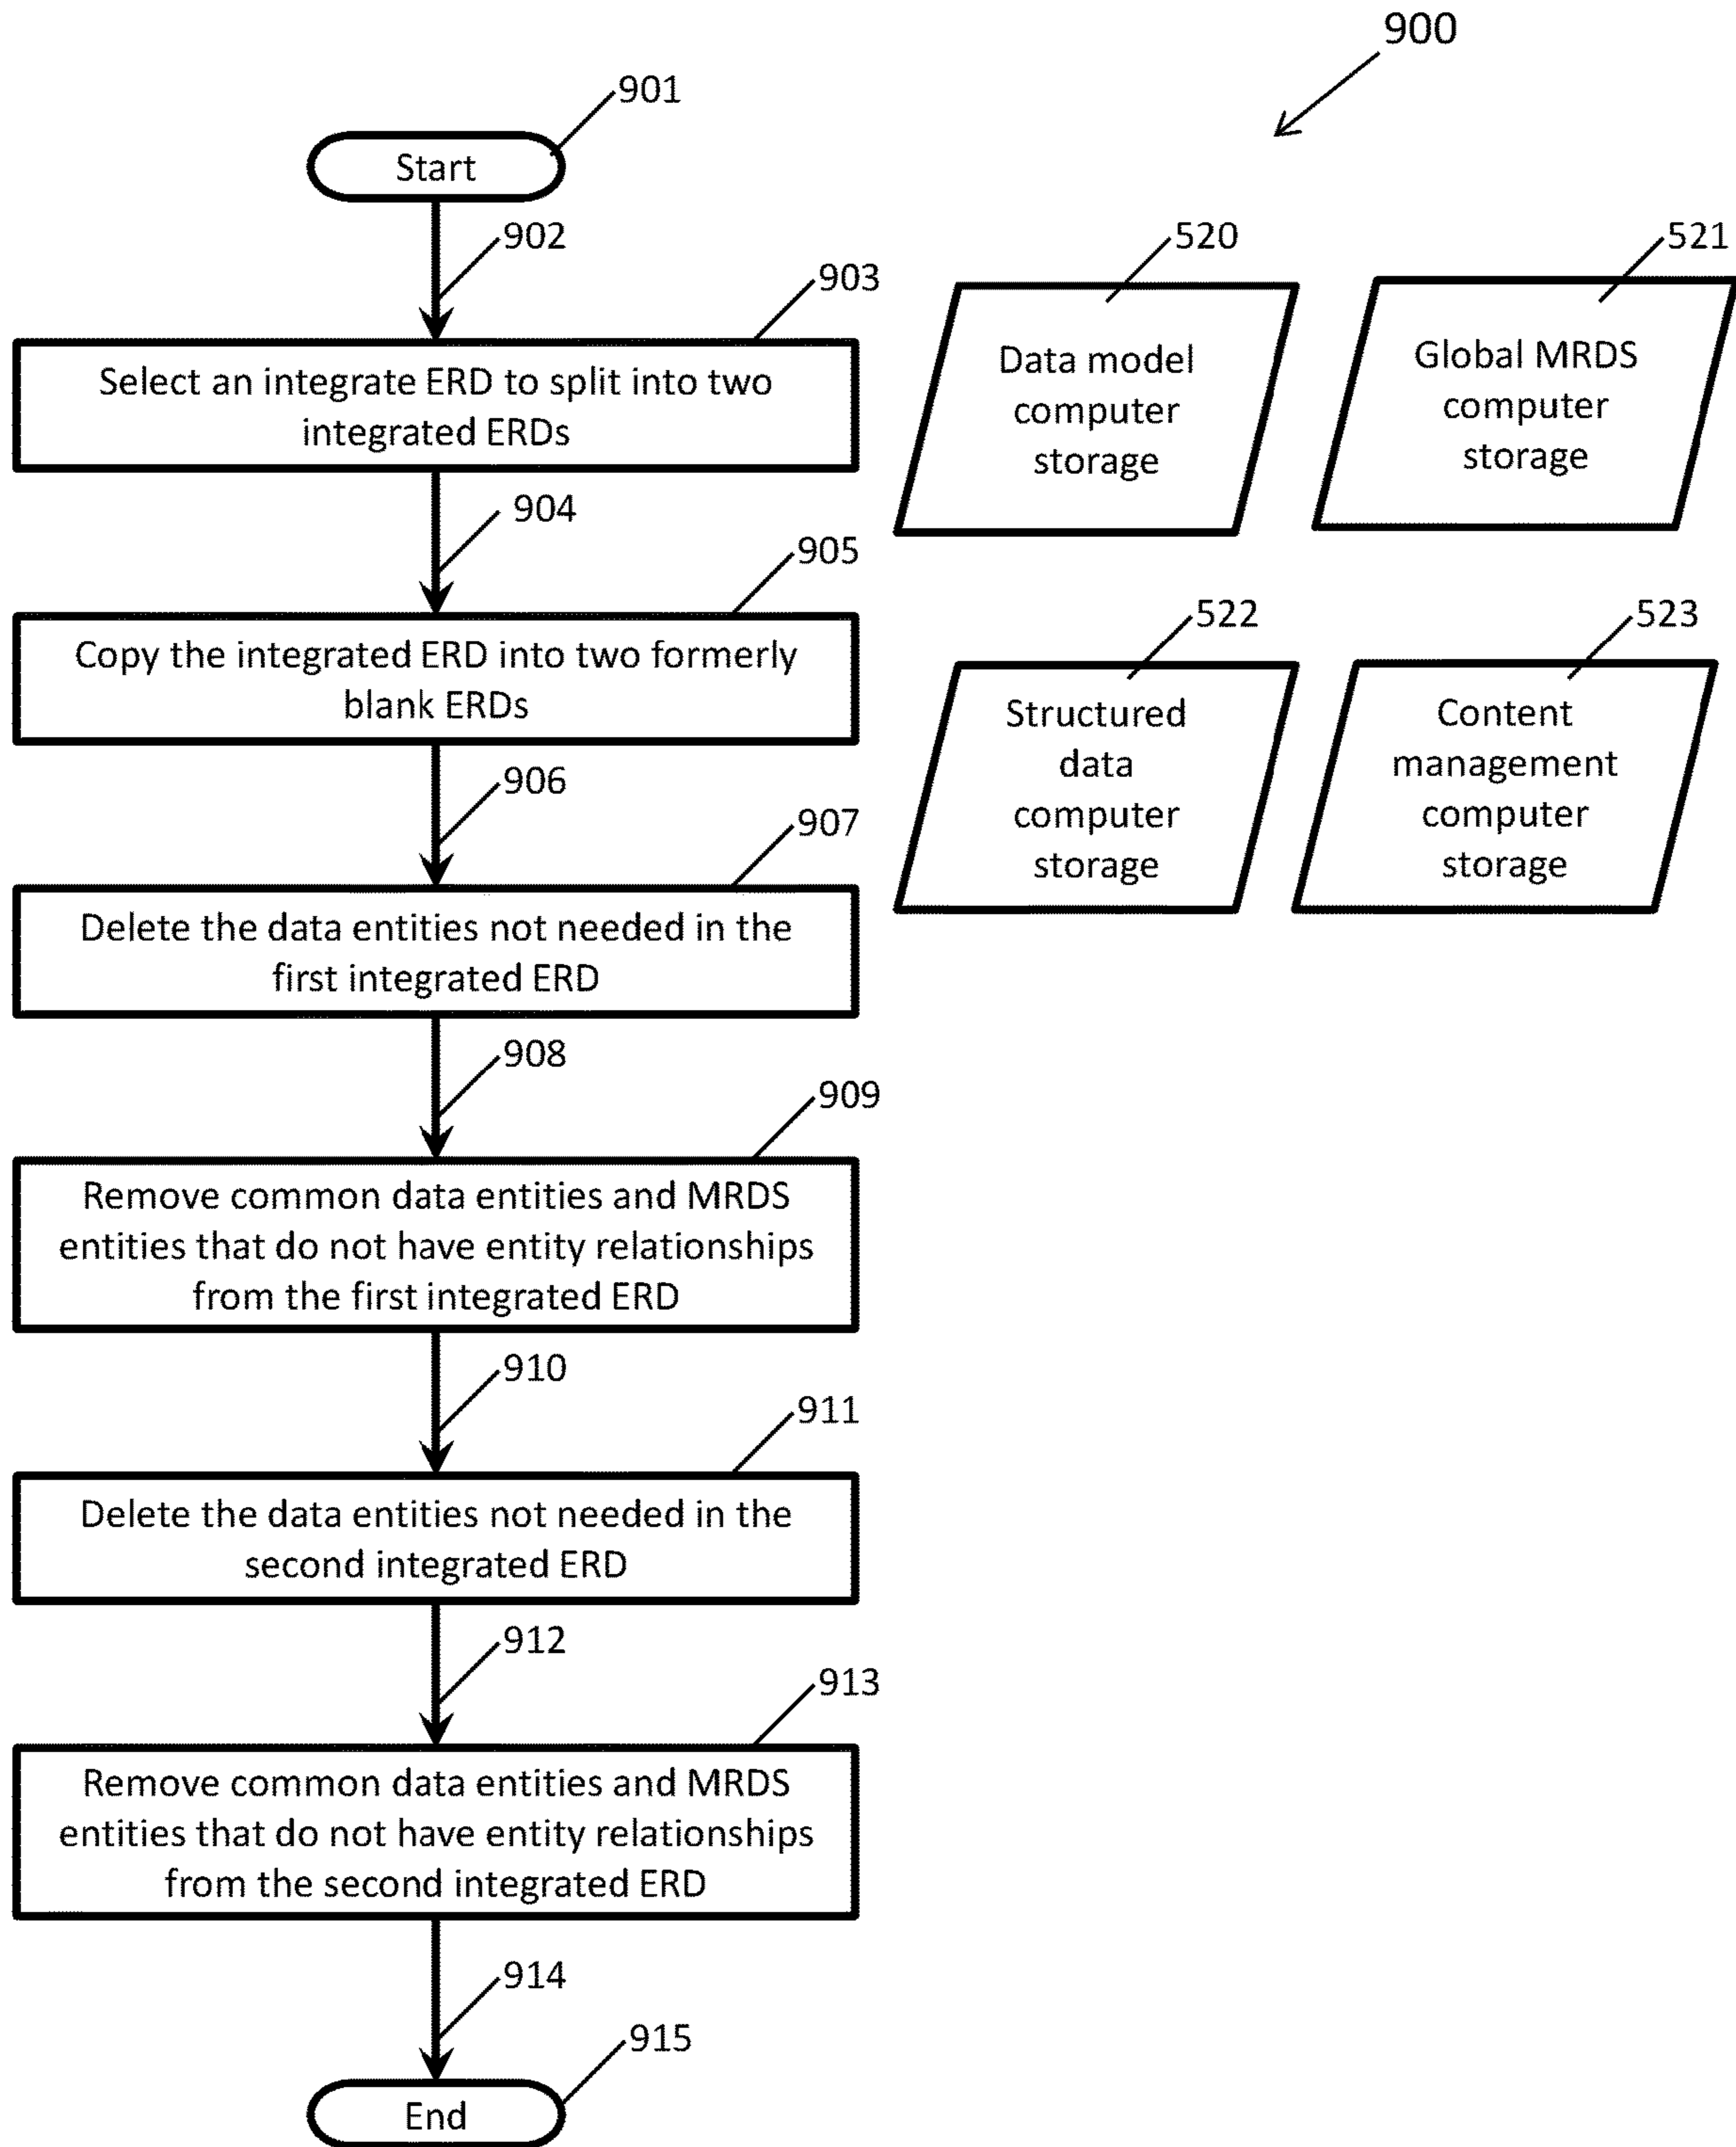 900
901
Start
902
903
Select an integrate ERD to split into two
integrated ERDs
904
905
Copy the integrated ERD into two formerly
blank ERDs
906
907
Delete the data entities not needed in the
first integrated ERD
908
909
Remove common data entities and MRDS
entities that do not have entity relationships
from the first integrated ERD
910
911
Delete the data entities not needed in the
second integrated ERD
912
913
Remove common data entities and MRDS
entities that do not have entity relationships
from the second integrated ERD
914
915
End
520
Data model
computer
storage
521
Global MRDS
computer
storage
522
Structured
data
computer
storage
523
Content
management
computer
storage